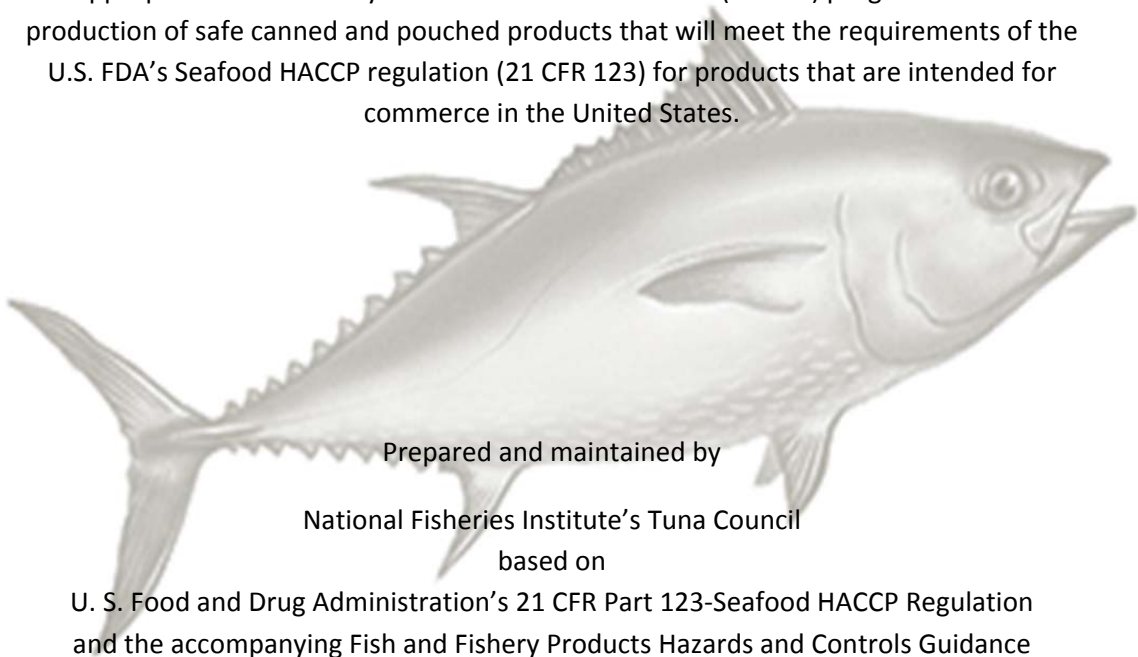 production of safe canned and pouched products that will meet the requirements of the
U.S. FDA’s Seafood HACCP regulation (21 CFR 123) for products that are intended for
commerce in the United States.
Prepared and maintained by
National Fisheries Institute’s Tuna Council
based on
U. S. Food and Drug Administration’s 21 CFR Part 123-Seafood HACCP Regulation
and the accompanying Fish and Fishery Products Hazards and Controls Guidance